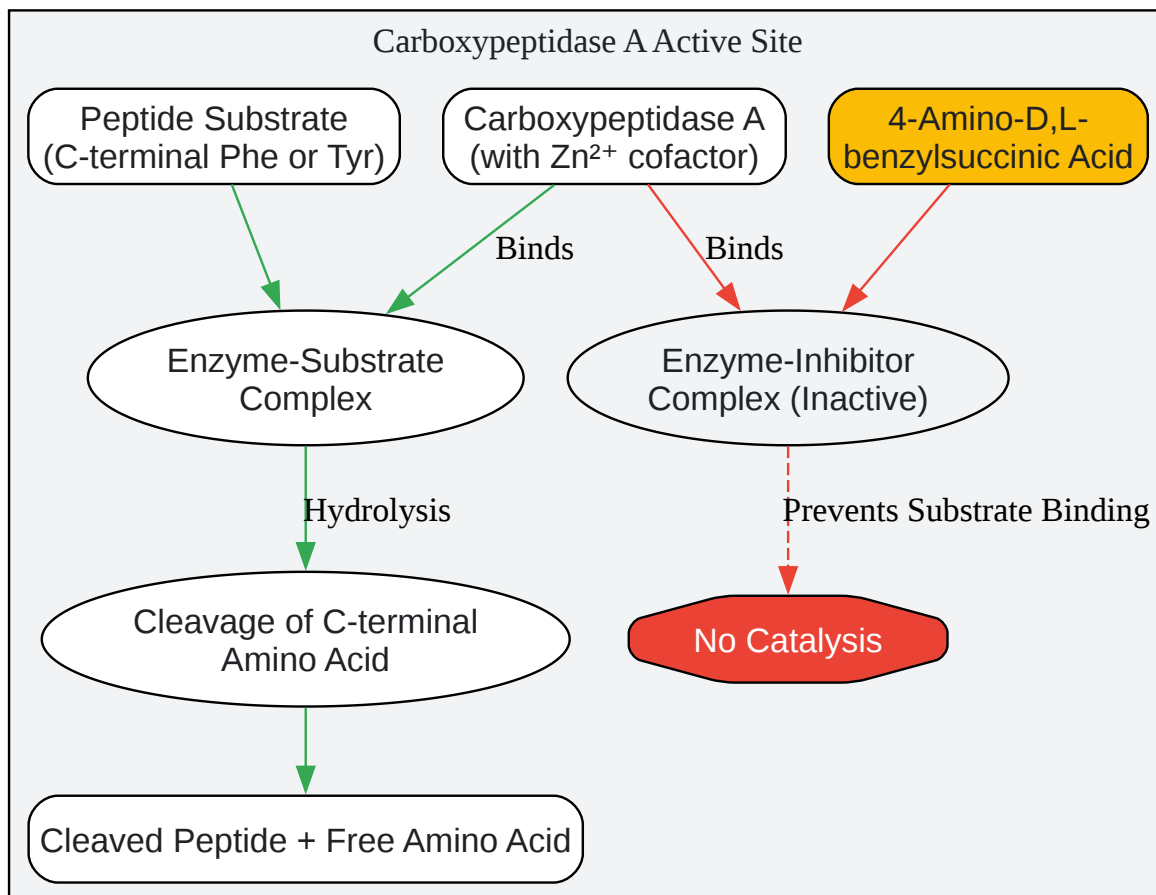 Carboxypeptidase A Active Site
Peptide Substrate
(C-terminal Phe or Tyr)
Carboxypeptidase A
(with Zn²⁺ cofactor)
4-Amino-D,L-
benzylsuccinic Acid
Binds
Binds
Enzyme-Substrate
Complex
Enzyme-Inhibitor
Complex (Inactive)
Hydrolysis
Prevents Substrate Binding
Cleavage of C-terminal
Amino Acid
No Catalysis
Cleaved Peptide + Free Amino Acid